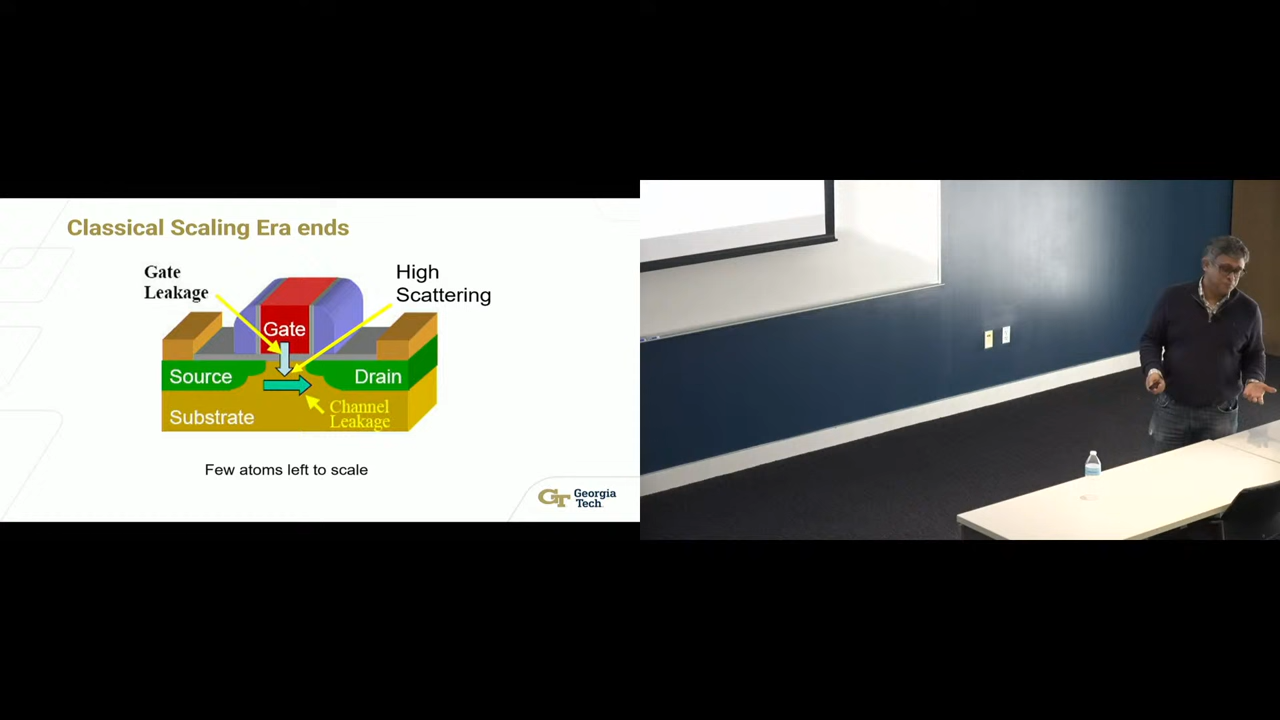 Classical Scaling Era ends
Gate
Leakage
High
Scattering
Gate
Source
Drain
Channel
Leakage
Substrate
Few atoms left to scale
GT Georgia
Tech